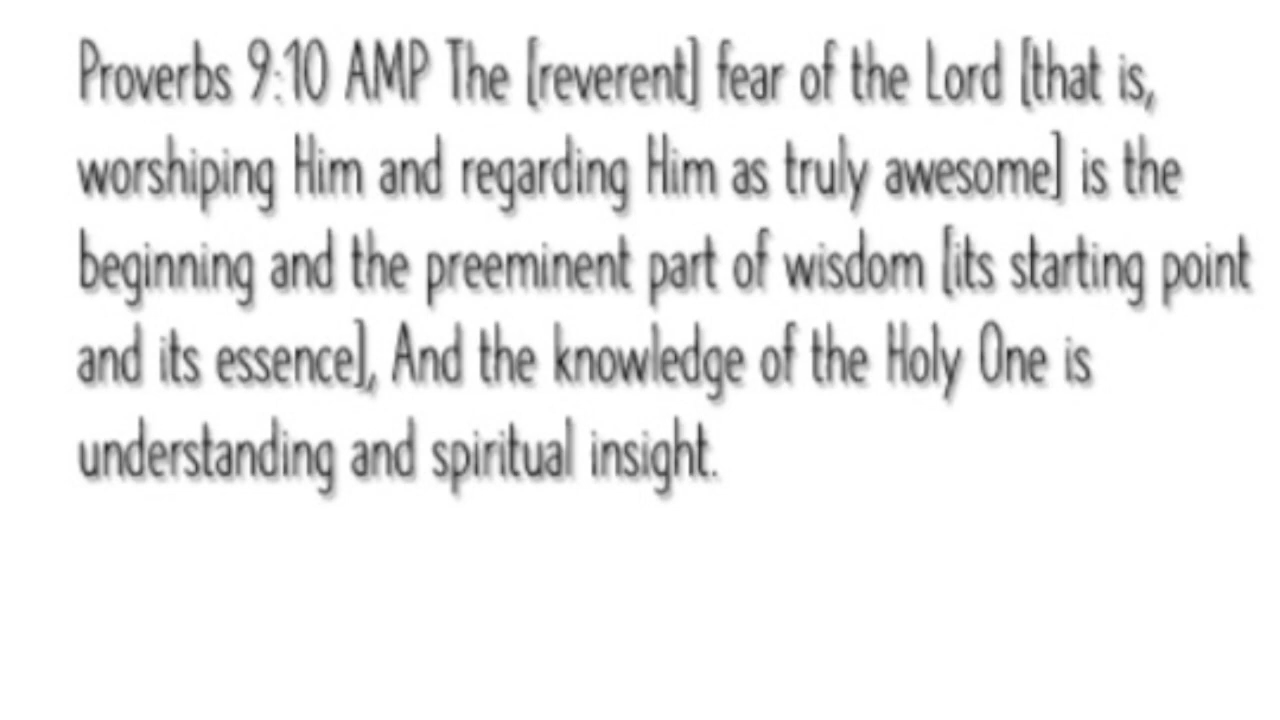 Proverbs 9:10 AMP The [reverent] fear of the Lord [that is,
worshiping Him and regarding Him as truly awesome] is the
beginning and the preeminent part of wisdom [its starting point
and its essence], And the knowledge of the Holy One is
understanding and spiritual insight.